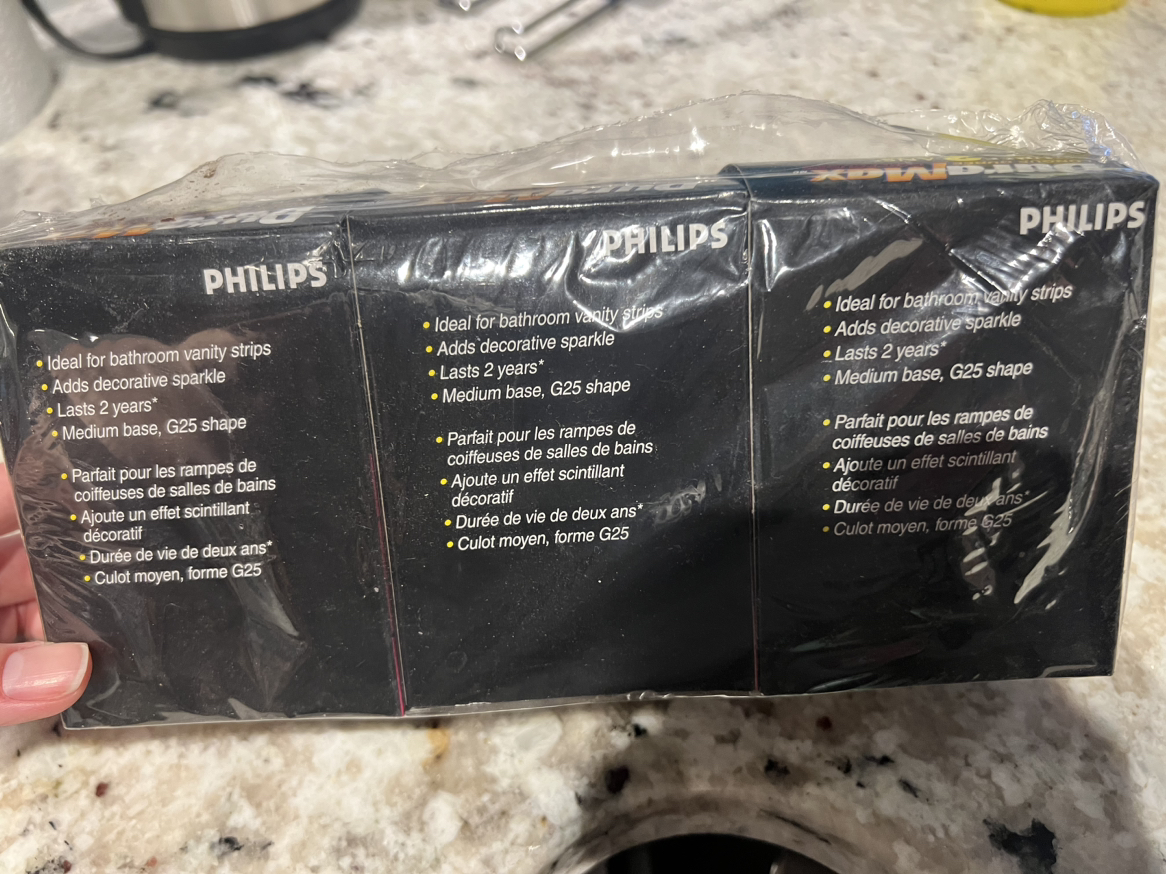 PHILIPS
• Ideal for bathroom vanity strips
• Adds decorative sparkle
• Lasts 2 years*
• Medium base, G25 shape
• Parfait pour les rampes de
coiffeuses de salles de bains
• Ajoute un effet scintillant
décoratif
• Durée de vie de deux ans*
• Culot moyen, forme G25
PHILIPS
• Ideal for bathroom vanity strips
• Adds decorative sparkle
• Lasts 2 years*
• Medium base, G25 shape
• Parfait pour les rampes de
coiffeuses de salles de bains
• Ajoute un effet scintillant
décoratif
• Durée de vie de deux ans*
• Culot moyen, forme G25
Max
PHILIPS
• Ideal for bathroom vanity strips
• Adds decorative sparkle
• Lasts 2 years*
• Medium base, G25 shape
• Parfait pour les rampes de
coiffeuses de salles de bains
• Ajoute un effet scintillant
décoratif
• Durée de vie de deux ans*
• Culot moyen, forme G25